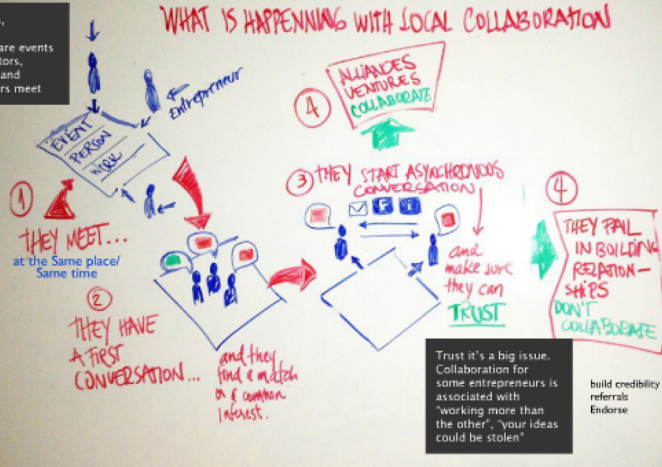 WHAT IS HAPPENNING WITH LOCAL COLLABORATION
are events
tors,
and
rs meet
Entrepreneur
EVENT
PERSON
WORK
1
THEY MEET...
at the Same place/
Same time
2
THEY HAVE
A FIRST
CONVERSATION...
and they
find a match
or a common
Interest.
3
THEY START ASYNCHRONOUS
CONVERSATION
f
and
make sure
they can
TRUST
4
ALLIANCES
VENTURES
COLLABORATE
4
THEY FAIL
IN BUILDING
RELATION-
SHIPS
DON'T
COLLABORATE
Trust it's a big issue.
Collaboration for
some entrepreneurs is
associated with
"working more than
the other", "your ideas
could be stolen"
build credibility
referrals
Endorse